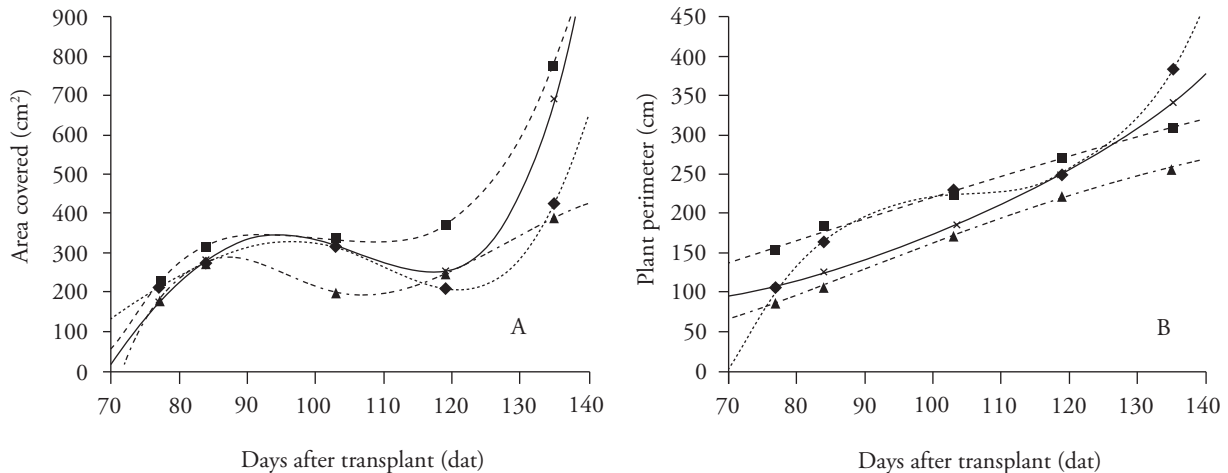 900
800
700
600
500
400
300
200
100
0
Area covered (cm²)
70 80 90 100 110 120 130 140
Days after transplant (dat)
A
450
400
350
300
250
200
150
100
50
0
Plant perimeter (cm)
70 80 90 100 110 120 130 140
Days after transplant (dat)
B